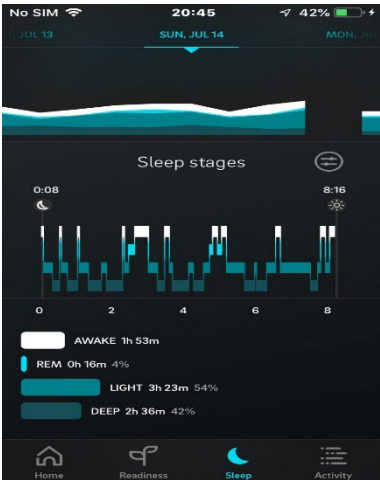 No SIM 20:45 42%
JUL 13 SUN, JUL 14 MON, JU
Sleep stages
0:08 8:16
0 2 4 6 8
AWAKE 1h 53m
REM 0h 16m 4%
LIGHT 3h 23m 54%
DEEP 2h 36m 42%
Home Readiness Sleep Activity